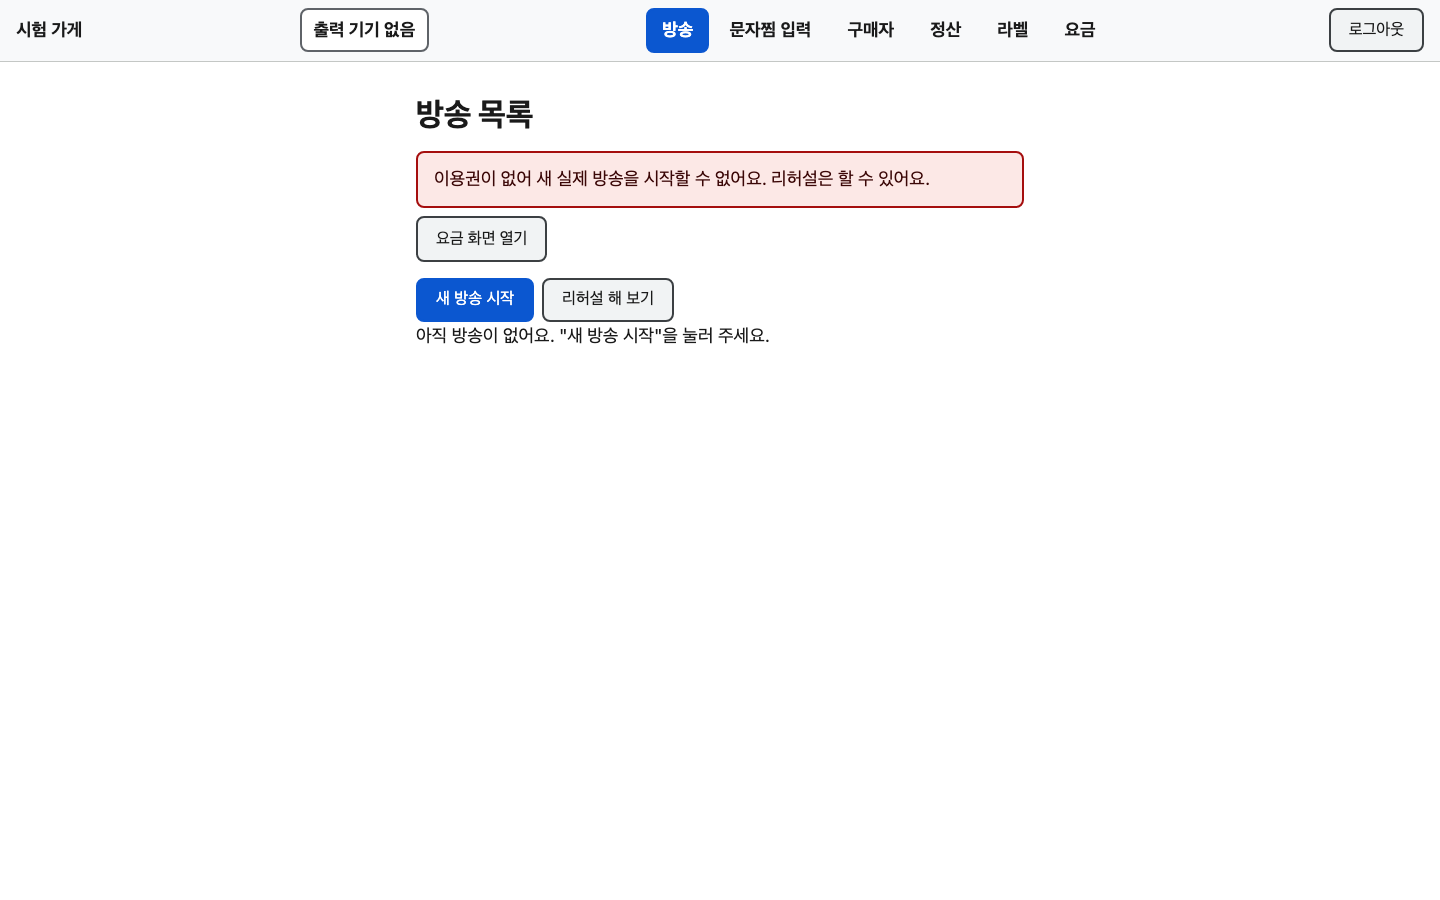 시험 가게
출력 기기 없음
방송
문자찜 입력
구매자
정산
라벨
요금
로그아웃
방송 목록
이용권이 없어 새 실제 방송을 시작할 수 없어요. 리허설은 할 수 있어요.
요금 화면 열기
새 방송 시작
리허설 해 보기
아직 방송이 없어요. "새 방송 시작"을 눌러 주세요.